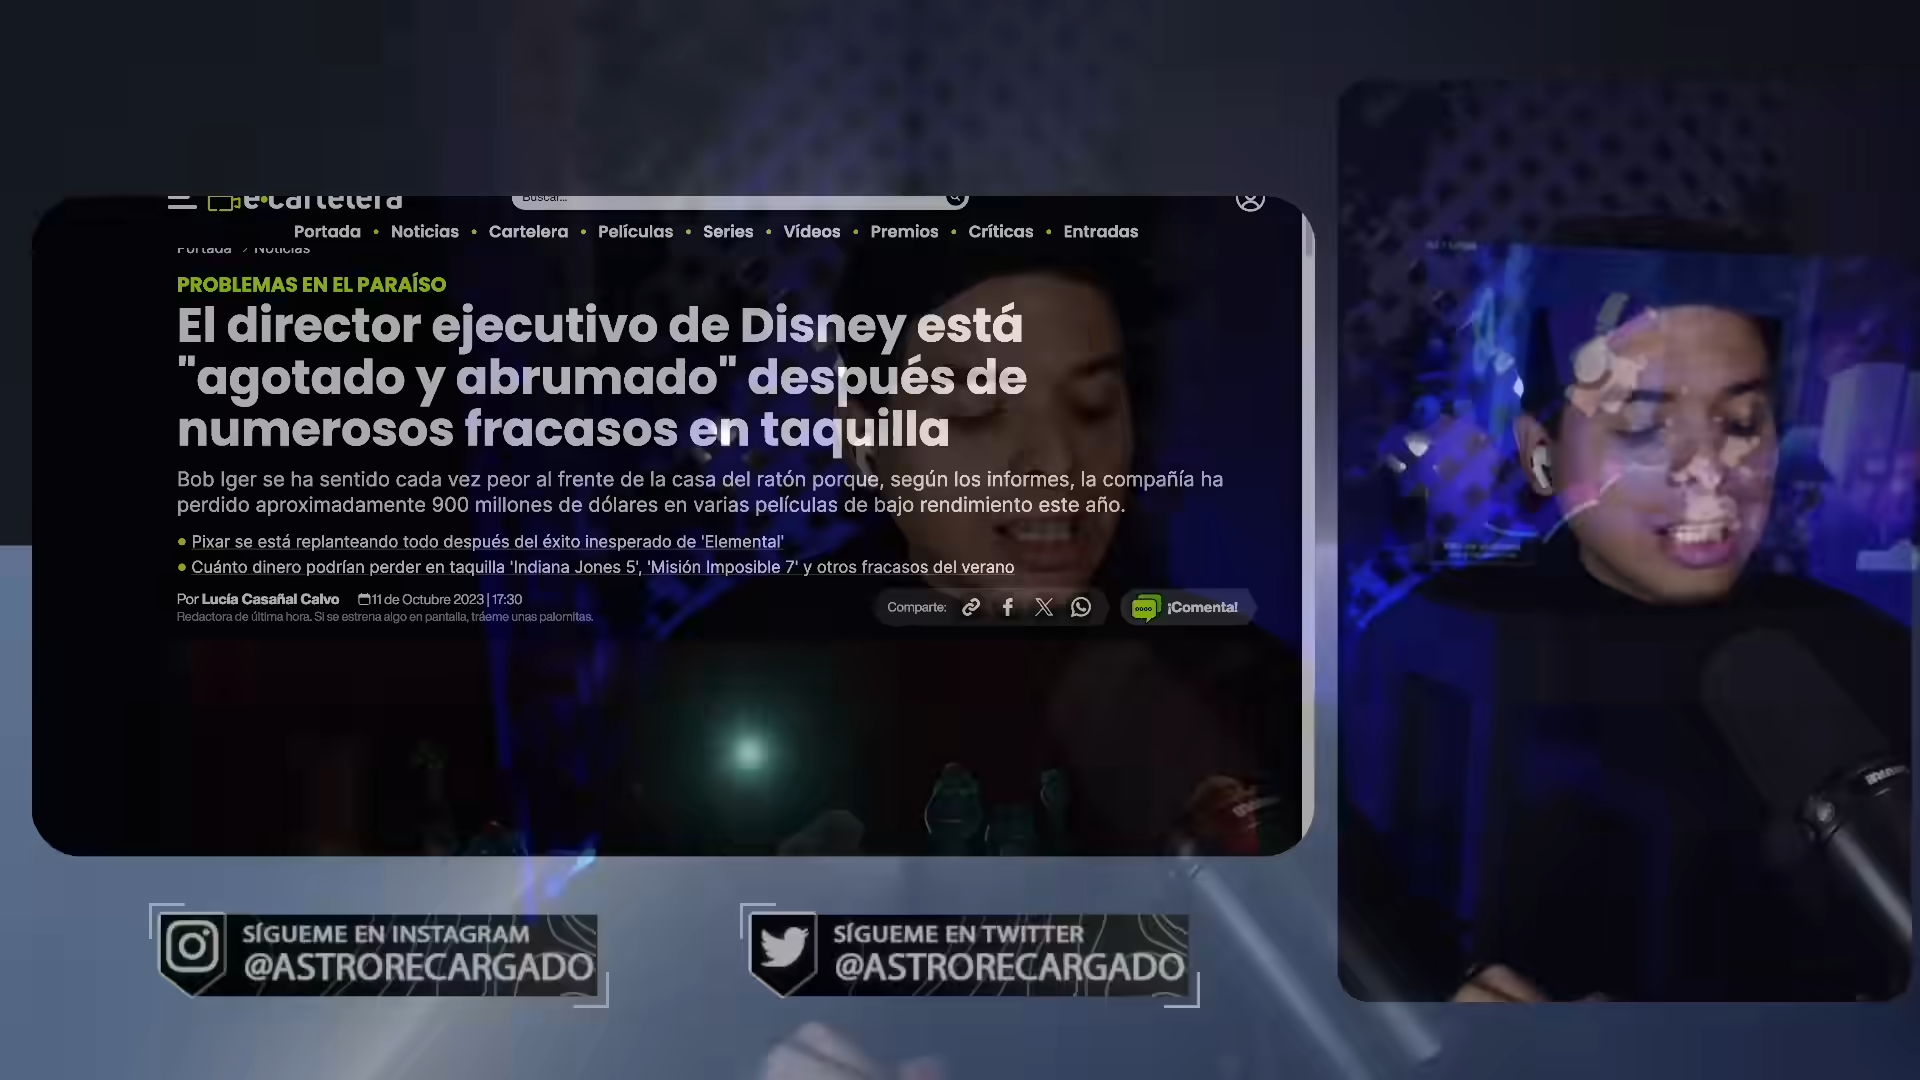 e·cartelera
Buscar...
Portada • Noticias • Cartelera • Películas • Series • Vídeos • Premios • Críticas • Entradas
Portada > Noticias
PROBLEMAS EN EL PARAÍSO
El director ejecutivo de Disney está
"agotado y abrumado" después de
numerosos fracasos en taquilla
Bob Iger se ha sentido cada vez peor al frente de la casa del ratón porque, según los informes, la compañía ha
perdido aproximadamente 900 millones de dólares en varias películas de bajo rendimiento este año.
• Pixar se está replanteando todo después del éxito inesperado de 'Elemental'
• Cuánto dinero podrían perder en taquilla 'Indiana Jones 5', 'Misión Imposible 7' y otros fracasos del verano
Por Lucía Casañal Calvo 11 de Octubre 2023 | 17:30
Redactora de última hora. Si se estrena algo en pantalla, tráeme unas palomitas.
Comparte:
¡Comenta!
SÍGUEME EN INSTAGRAM
@ASTRORECARGADO
SÍGUEME EN TWITTER
@ASTRORECARGADO